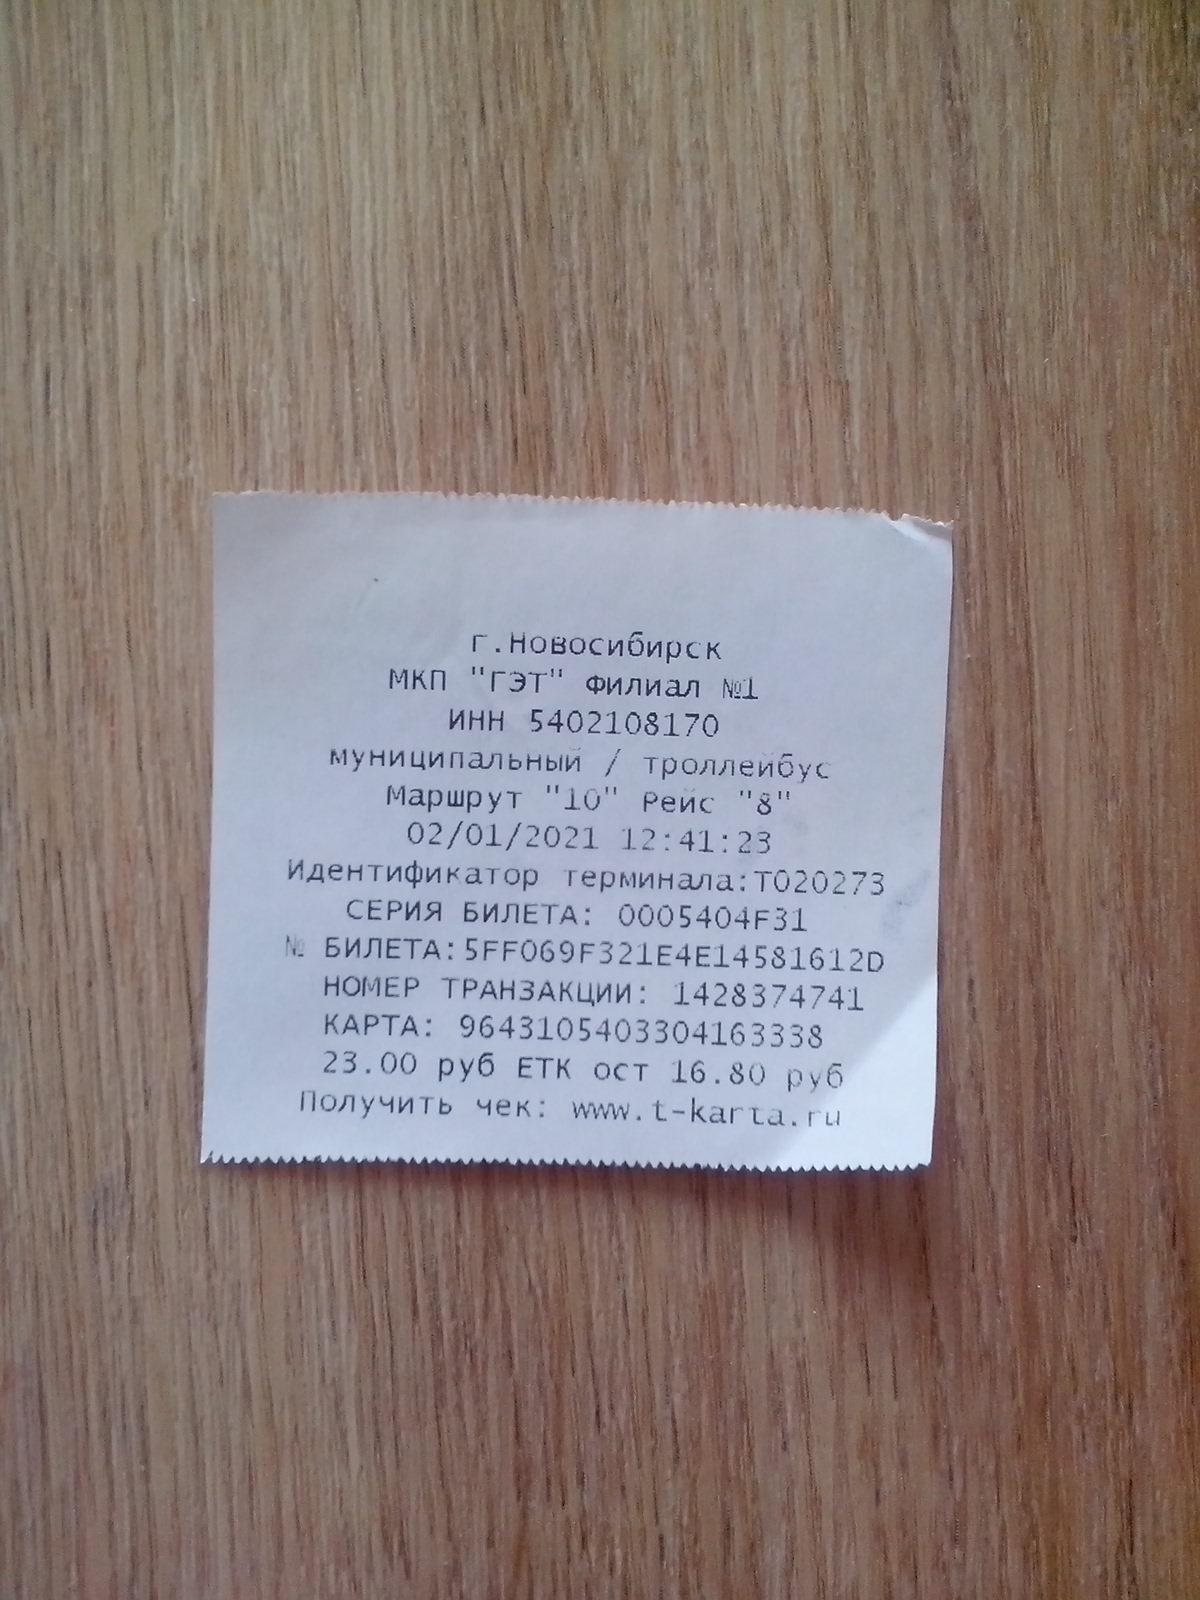 г.Новосибирск
МКП "ГЭТ" Филиал №1
ИНН 5402108170
муниципальный / троллейбус
Маршрут "10" Рейс "8"
02/01/2021 12:41:23
Идентификатор терминала:T020273
СЕРИЯ БИЛЕТА: 0005404F31
№ БИЛЕТА:5FF069F321E4E14581612D
НОМЕР ТРАНЗАКЦИИ: 1428374741
КАРТА: 9643105403304163338
23.00 руб ЕТК ост 16.80 руб
Получить чек: www.t-karta.ru